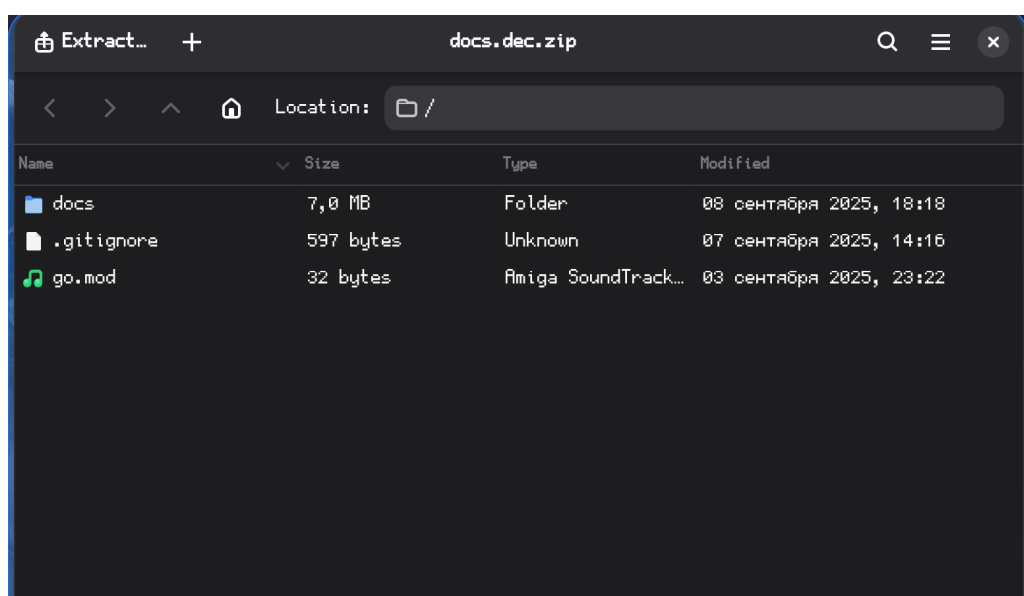 Extract… docs.dec.zip
Location: /
Name Size Type Modified
docs 7,0 MB Folder 08 сентября 2025, 18:18
.gitignore 597 bytes Unknown 07 сентября 2025, 14:16
go.mod 32 bytes Amiga SoundTrack… 03 сентября 2025, 23:22